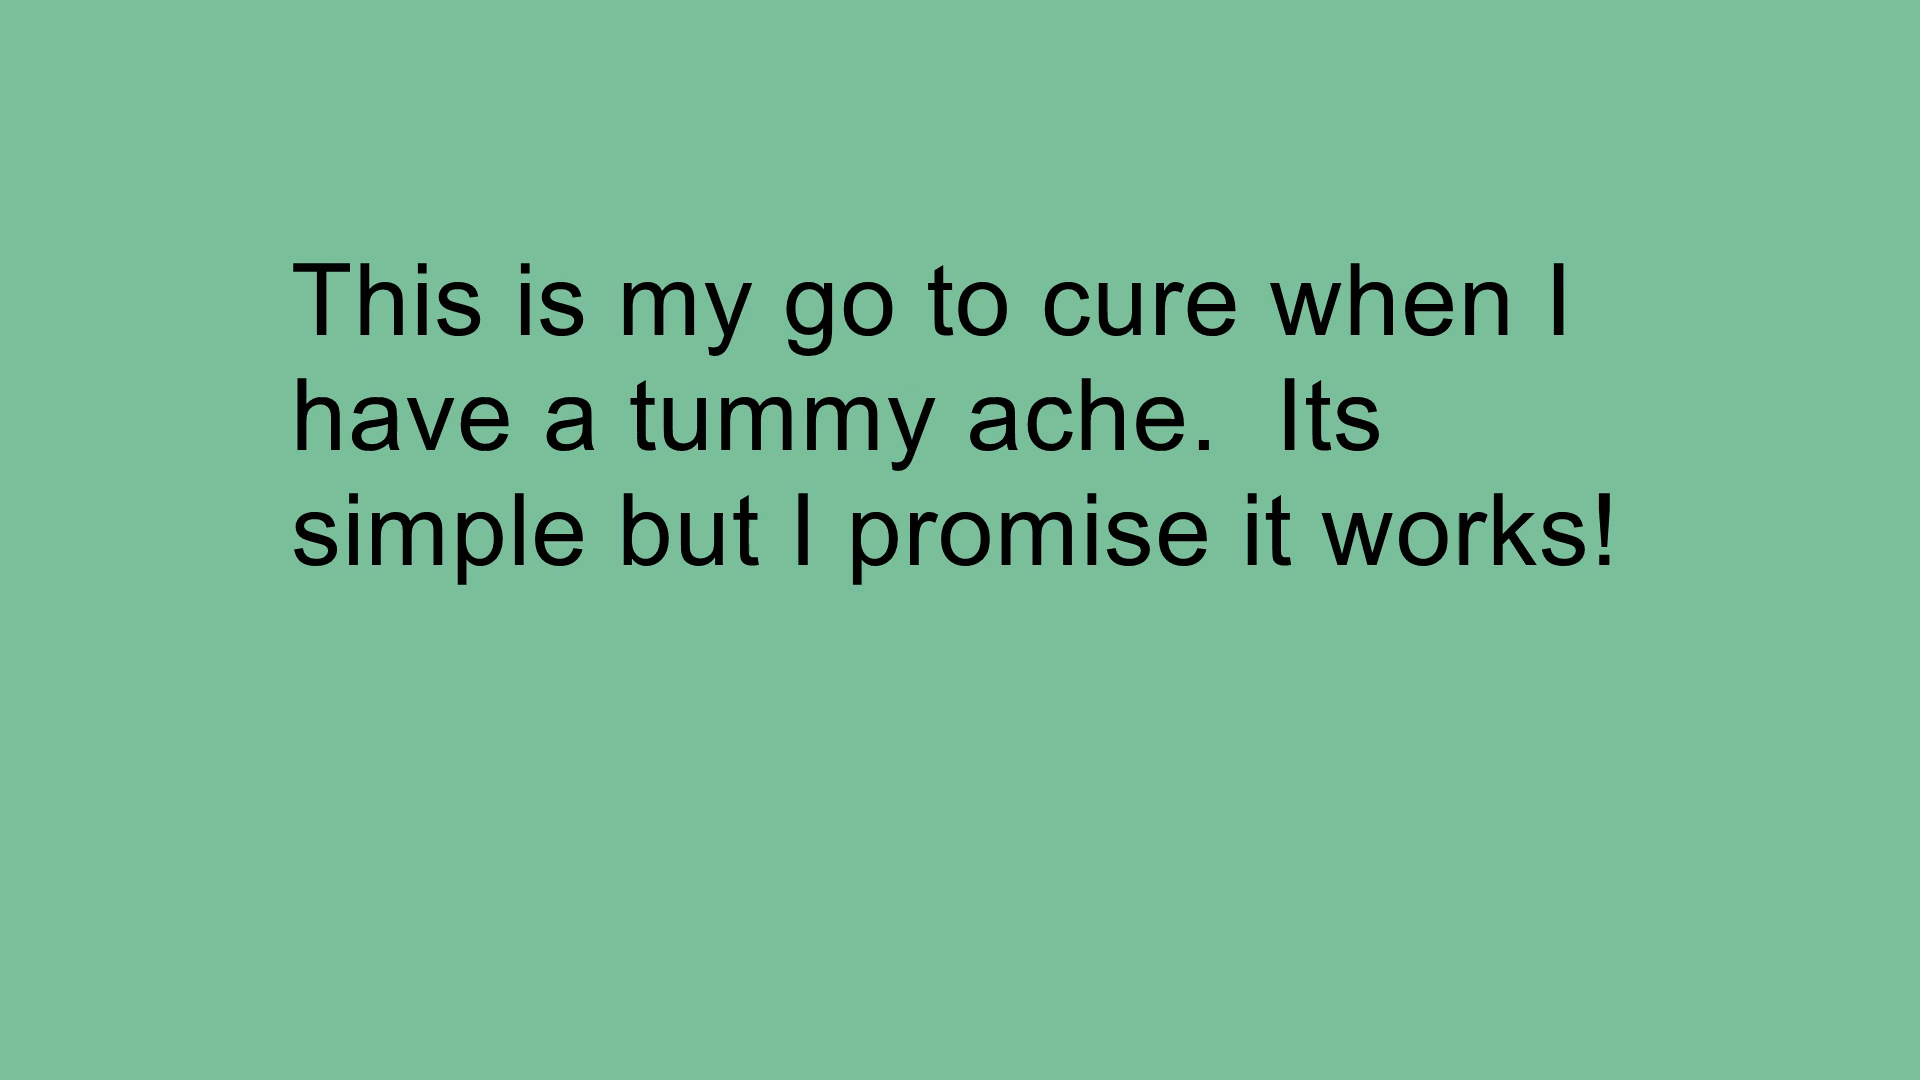 This is my go to cure when I
have a tummy ache.  Its
simple but I promise it works!